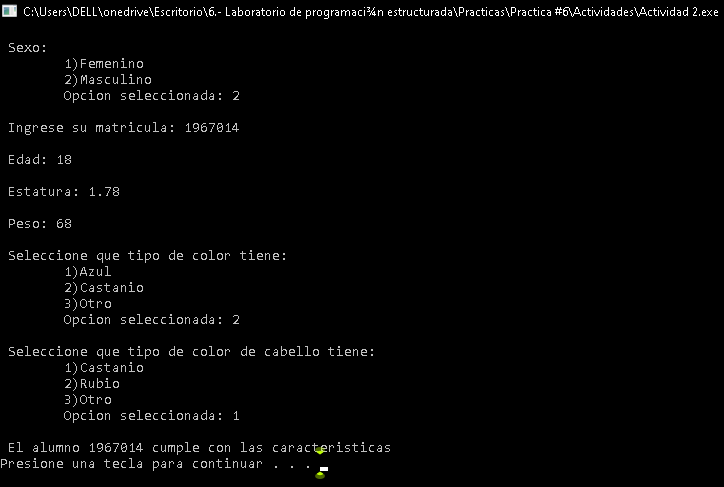 C:\Users\DELL\onedrive\Escritorio\6.- Laboratorio de programaci¾n estructurada\Practicas\Practica #6\Actividades\Actividad 2.exe
Sexo:
1)Femenino
2)Masculino
Opcion seleccionada: 2
Ingrese su matricula: 1967014
Edad: 18
Estatura: 1.78
Peso: 68
Seleccione que tipo de color tiene:
1)Azul
2)Castanio
3)Otro
Opcion seleccionada: 2
Seleccione que tipo de color de cabello tiene:
1)Castanio
2)Rubio
3)Otro
Opcion seleccionada: 1
El alumno 1967014 cumple con las caracteristicas
Presione una tecla para continuar . . .